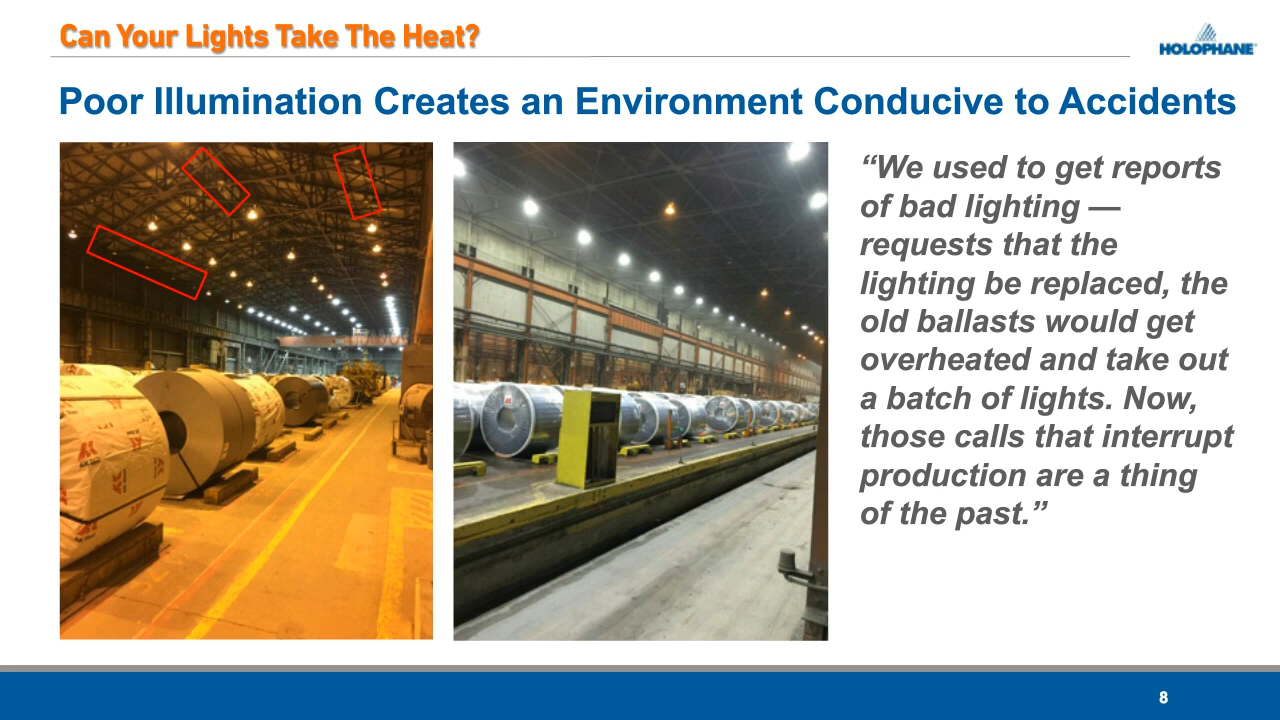 Can Your Lights Take The Heat?
HOLOPHANE
Poor Illumination Creates an Environment Conducive to Accidents
“We used to get reports
of bad lighting —
requests that the
lighting be replaced, the
old ballasts would get
overheated and take out
a batch of lights. Now,
those calls that interrupt
production are a thing
of the past.”
8